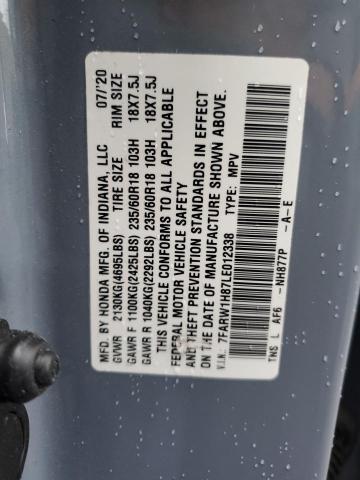 MFD. BY HONDA MFG. OF INDIANA, LLC 07/'20
GVWR 2130KG(4695LBS) TIRE SIZE RIM SIZE
GAWR F 1100KG(2425LBS) 235/60R18 103H 18X7.5J
GAWR R 1040KG(2292LBS) 235/60R18 103H 18X7.5J
THIS VEHICLE CONFORMS TO ALL APPLICABLE
FEDERAL MOTOR VEHICLE SAFETY
AND THEFT PREVENTION STANDARDS IN EFFECT
ON THE DATE OF MANUFACTURE SHOWN ABOVE.
V.I.N. 7FARW1H87LE012338 TYPE: MPV
TNS L AF6 -NH877P -A-E